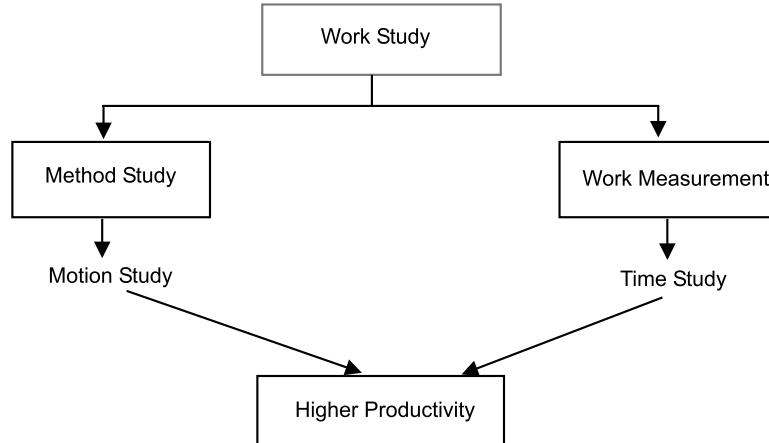 Work Study
Method Study
Work Measurement
Motion Study
Time Study
Higher Productivity